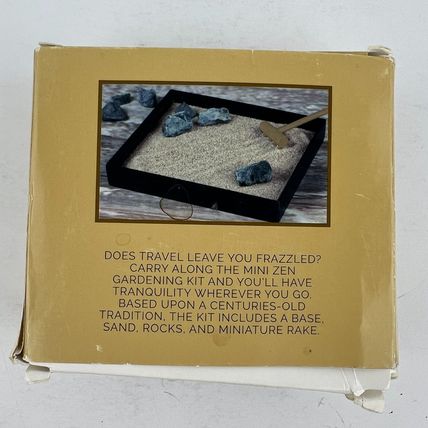 DOES TRAVEL LEAVE YOU FRAZZLED?
CARRY ALONG THE MINI ZEN
GARDENING KIT AND YOU'LL HAVE
TRANQUILITY WHEREVER YOU GO.
BASED UPON A CENTURIES-OLD
TRADITION, THE KIT INCLUDES A BASE,
SAND, ROCKS, AND MINIATURE RAKE.